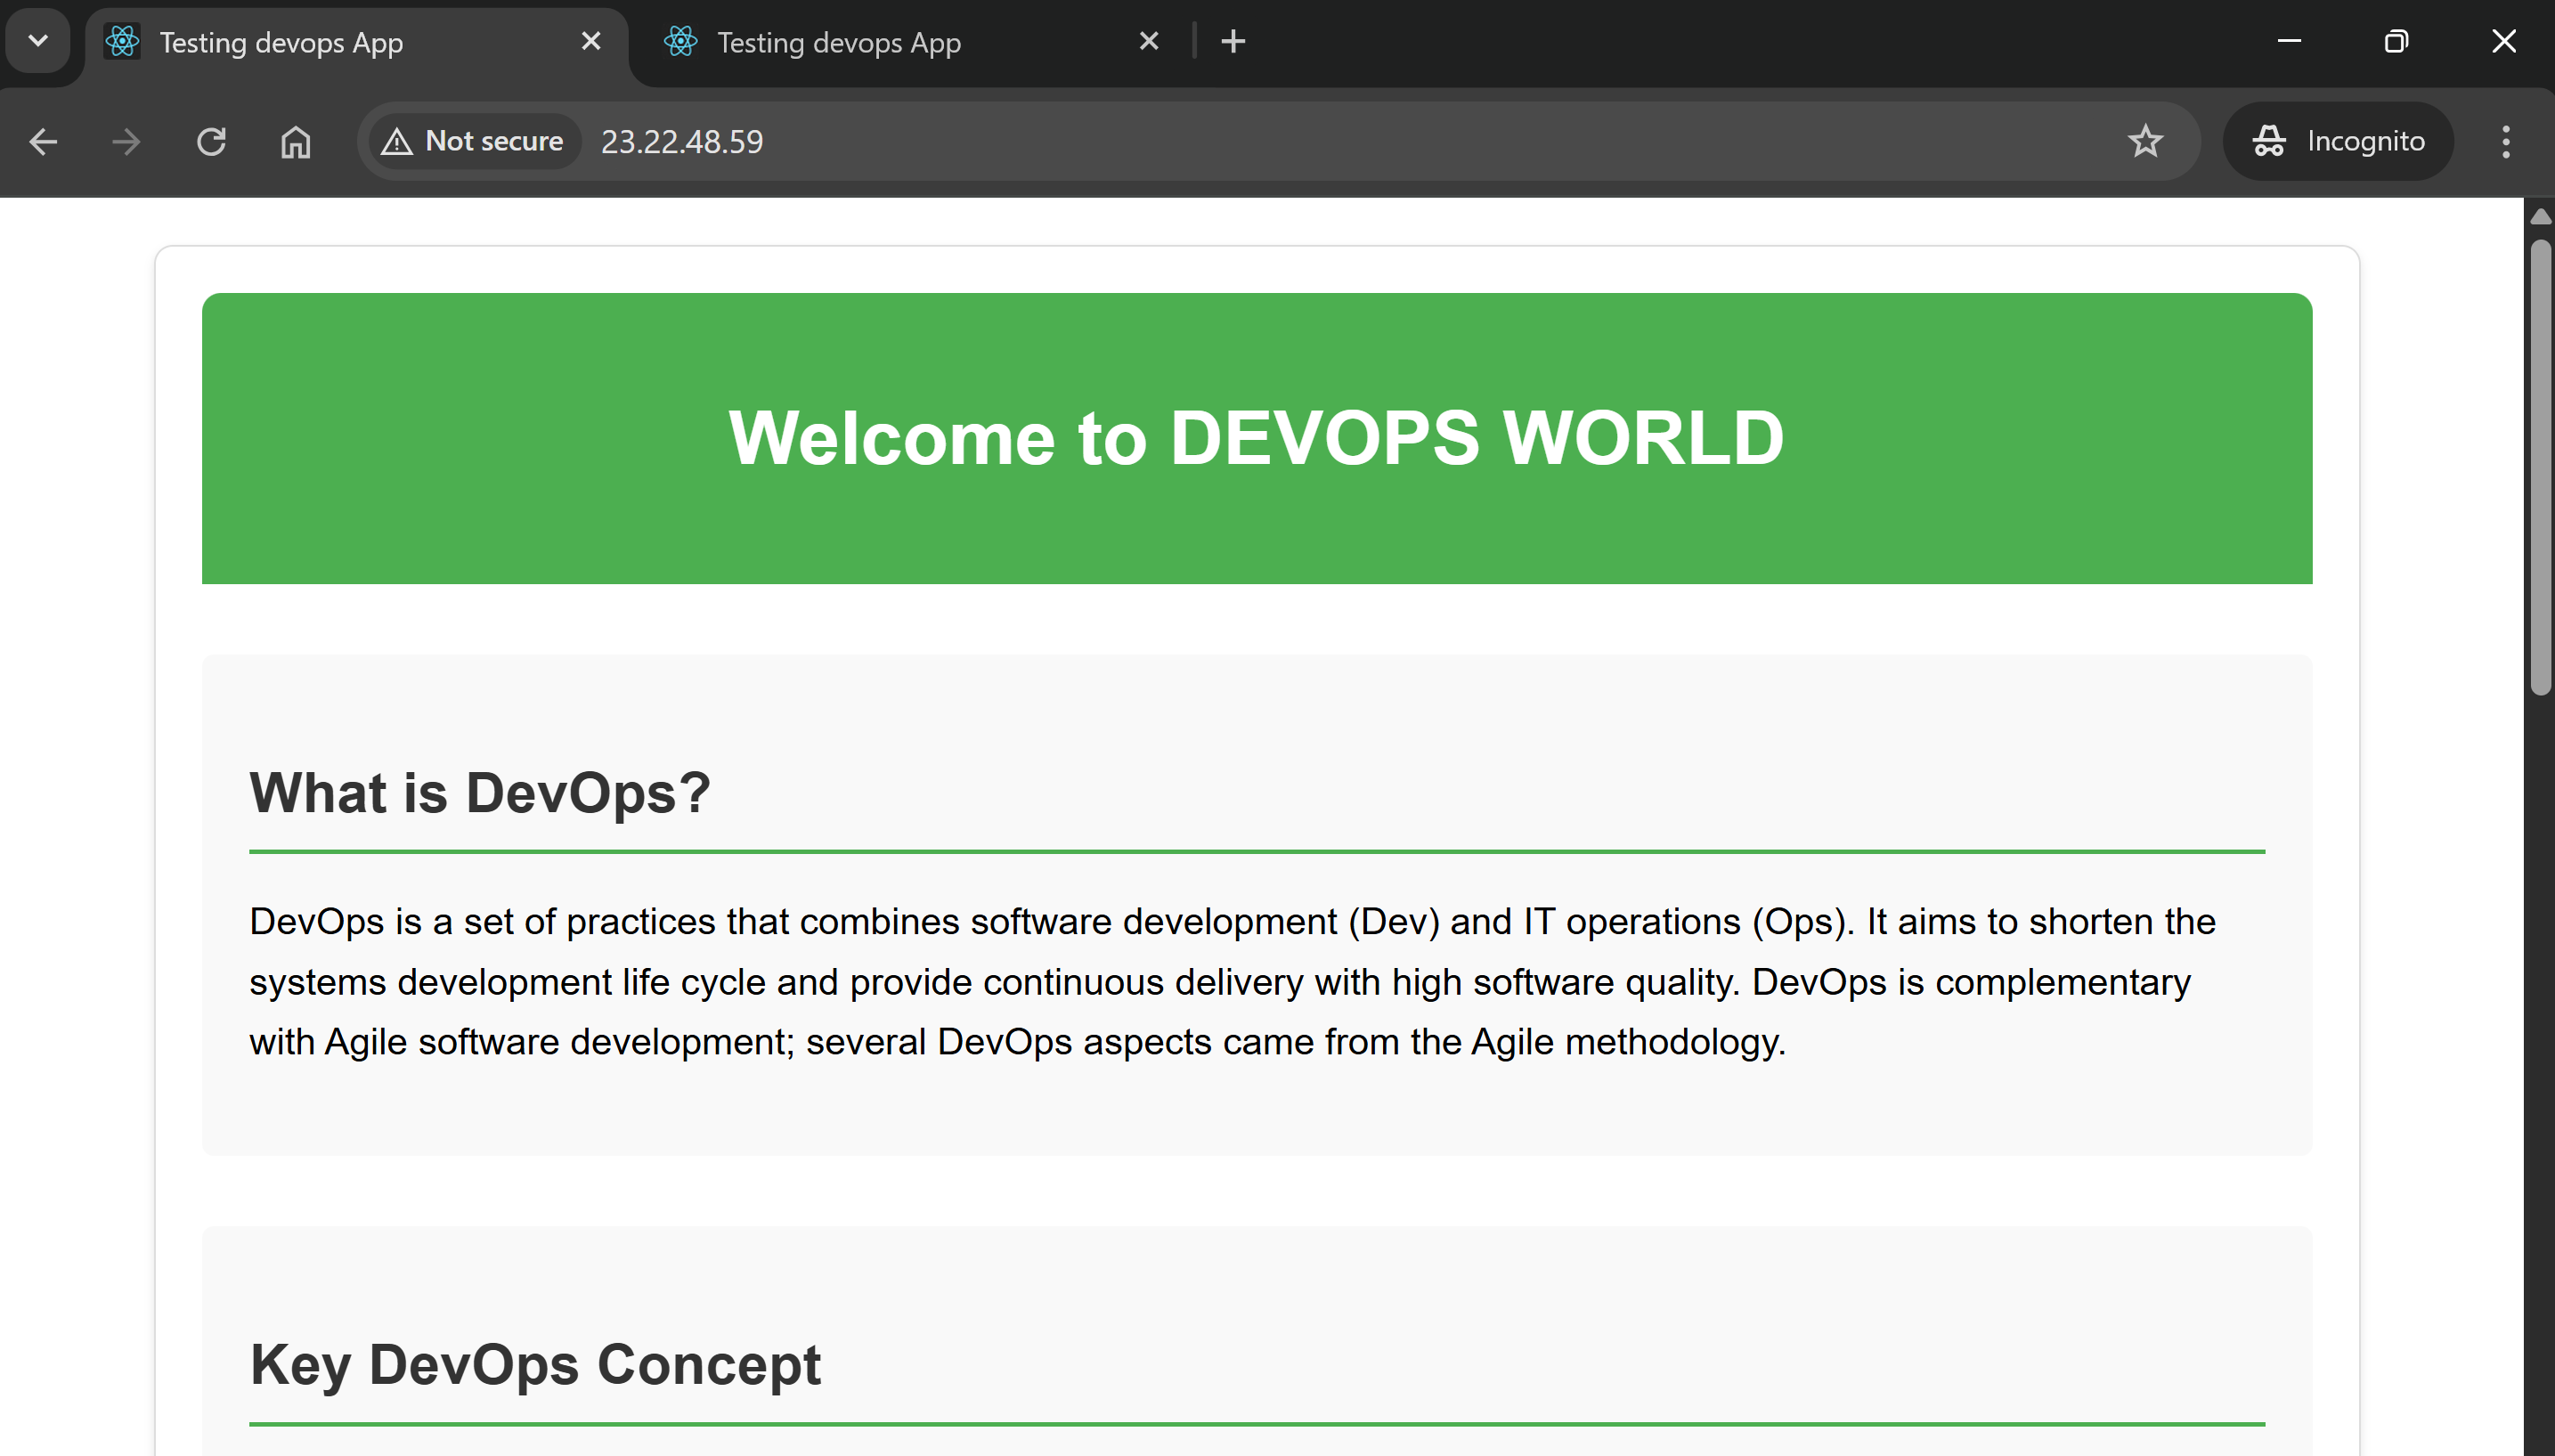 Testing devops App
Testing devops App
Not secure
23.22.48.59
Incognito
Welcome to DEVOPS WORLD
What is DevOps?
DevOps is a set of practices that combines software development (Dev) and IT operations (Ops). It aims to shorten the
systems development life cycle and provide continuous delivery with high software quality. DevOps is complementary
with Agile software development; several DevOps aspects came from the Agile methodology.
Key DevOps Concept